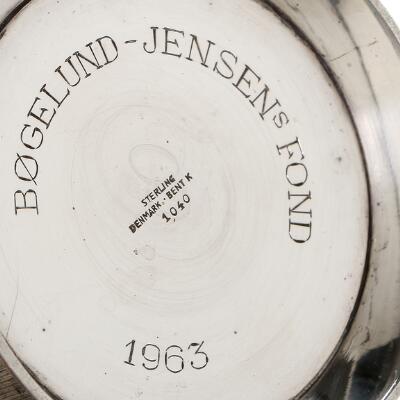 BØGELUND-JENSENs FOND
STERLING
DENMARK. BENT K
1040
1963